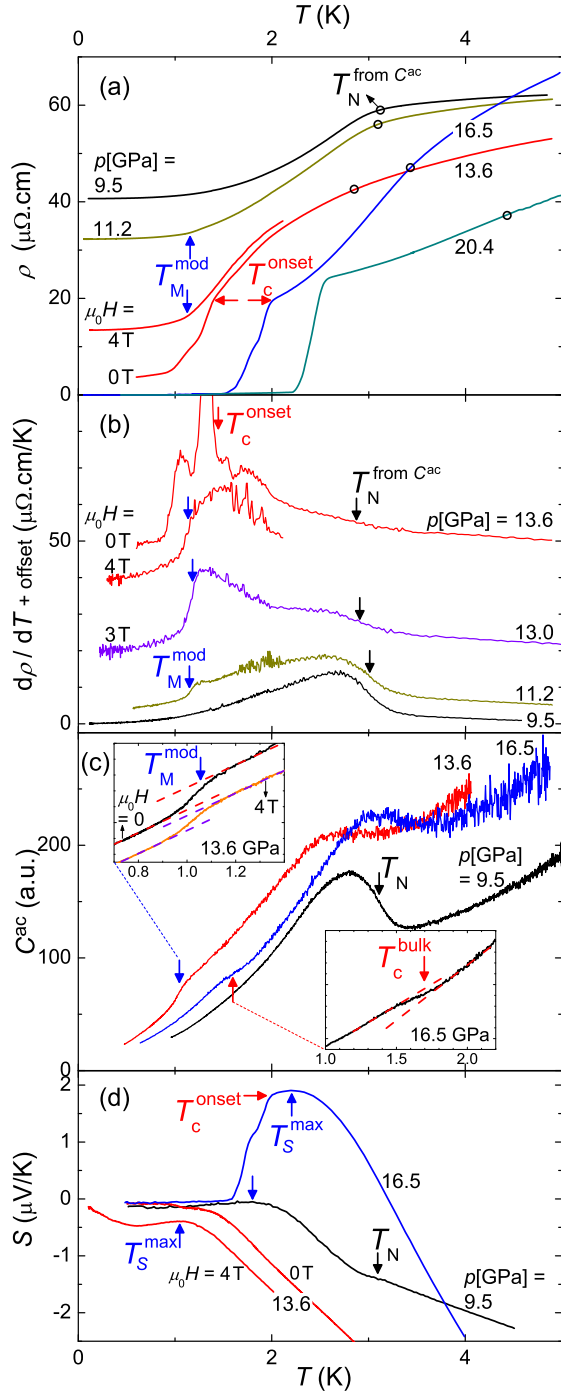 T (K)
0 2 4
(a)
T_N^from C^ac
60
40
20
0
ρ (μΩ.cm)
p[GPa] =
9.5
11.2
16.5
13.6
20.4
T_M^mod
T_c^onset
μ0H =
4T
0T
(b)
T_c^onset
T_N^from C^ac
μ0H =
0T
4T
3T
p[GPa] = 13.6
13.0
11.2
9.5
T_M^mod
50
0
dρ / dT + offset (μΩ.cm/K)
(c)
T_M^mod
μ0H
= 0
4T
13.6 GPa
0.8 1.0 1.2
13.6
16.5
T_N
p[GPa]
= 9.5
200
100
0
C^ac (a.u.)
T_c^bulk
16.5 GPa
1.0 1.5 2.0
(d)
T_c^onset
T_S^max
16.5
2
1
0
-1
-2
S (μV/K)
T_S^max
T_N
μ0H = 4T
0T
13.6
p[GPa] =
9.5
0 2 4
T (K)